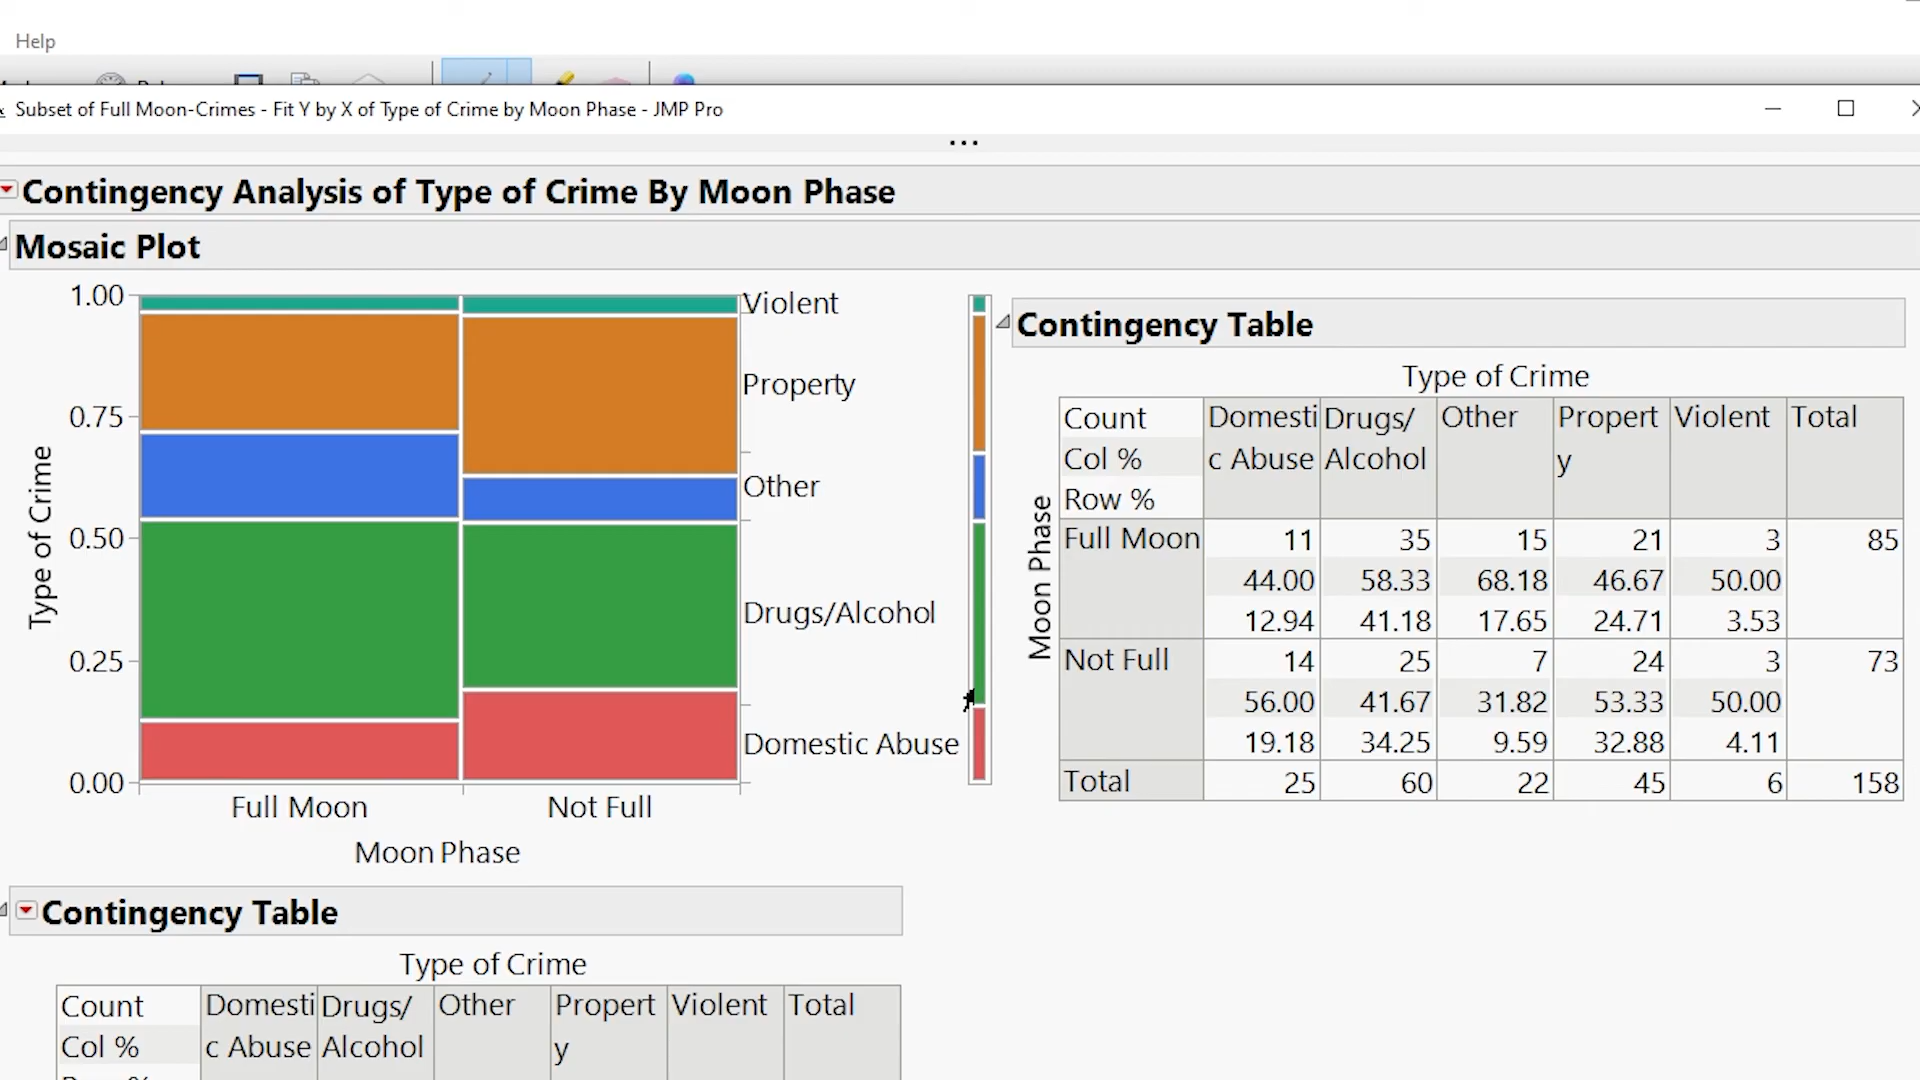 Help
Subset of Full Moon-Crimes - Fit Y by X of Type of Crime by Moon Phase - JMP Pro
...
Contingency Analysis of Type of Crime By Moon Phase
Mosaic Plot
Type of Crime
1.00
0.75
0.50
0.25
0.00
Violent
Property
Other
Drugs/Alcohol
Domestic Abuse
Full Moon Not Full
Moon Phase
Contingency Table
Type of Crime
Moon Phase
Count Domesti Drugs/ Other Propert Violent Total
Col % c Abuse Alcohol y
Row %
Full Moon 11 35 15 21 3 85
44.00 58.33 68.18 46.67 50.00
12.94 41.18 17.65 24.71 3.53
Not Full 14 25 7 24 3 73
56.00 41.67 31.82 53.33 50.00
19.18 34.25 9.59 32.88 4.11
Total 25 60 22 45 6 158
Contingency Table
Type of Crime
Count Domesti Drugs/ Other Propert Violent Total
Col % c Abuse Alcohol y